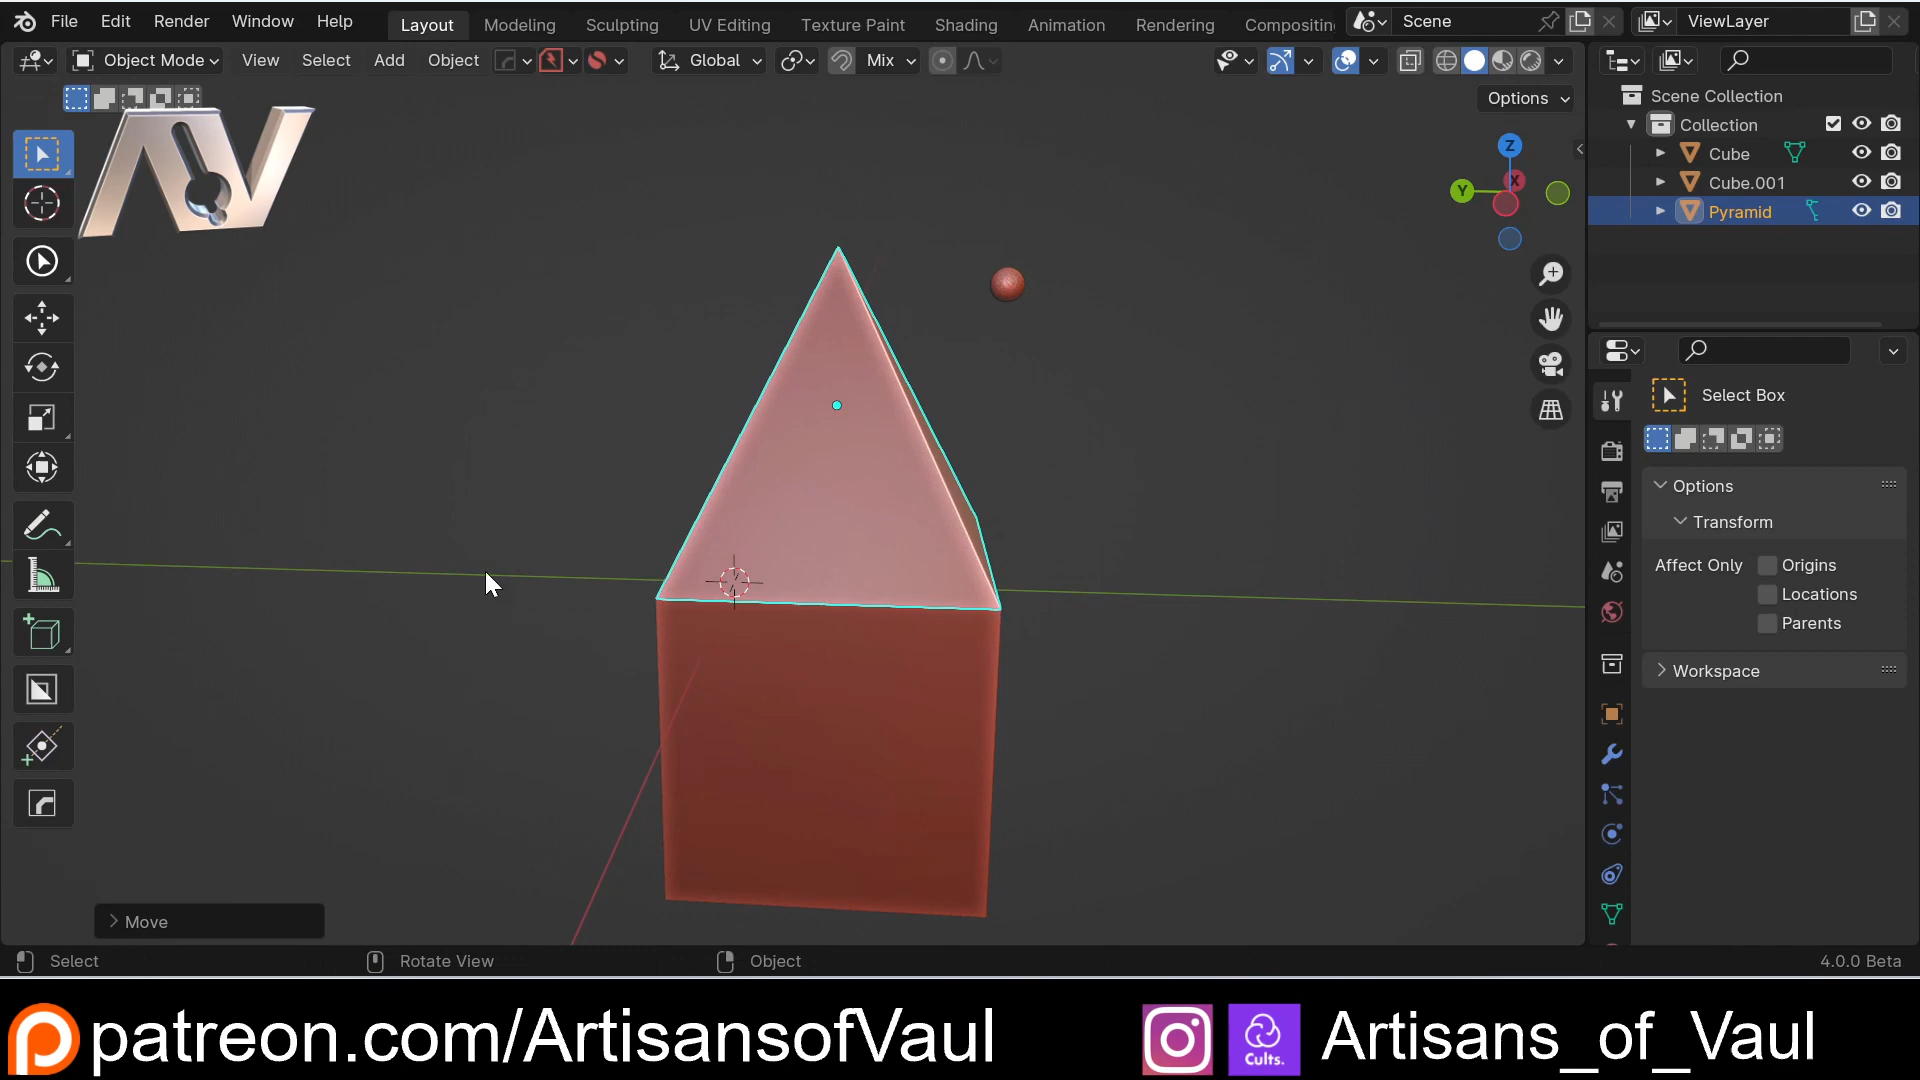 File Edit Render Window Help Layout Modeling Sculpting UV Editing Texture Paint Shading Animation Rendering Compositin Scene ViewLayer
Object Mode View Select Add Object Global Mix
Options
Scene Collection
Collection
Cube
Cube.001
Pyramid
Z
Y
X
AV
Select Box
Options
Transform
Affect Only Origins
Locations
Parents
Workspace
Move
Select Rotate View Object 4.0.0 Beta
patreon.com/ArtisansofVaul Cults. Artisans_of_Vaul